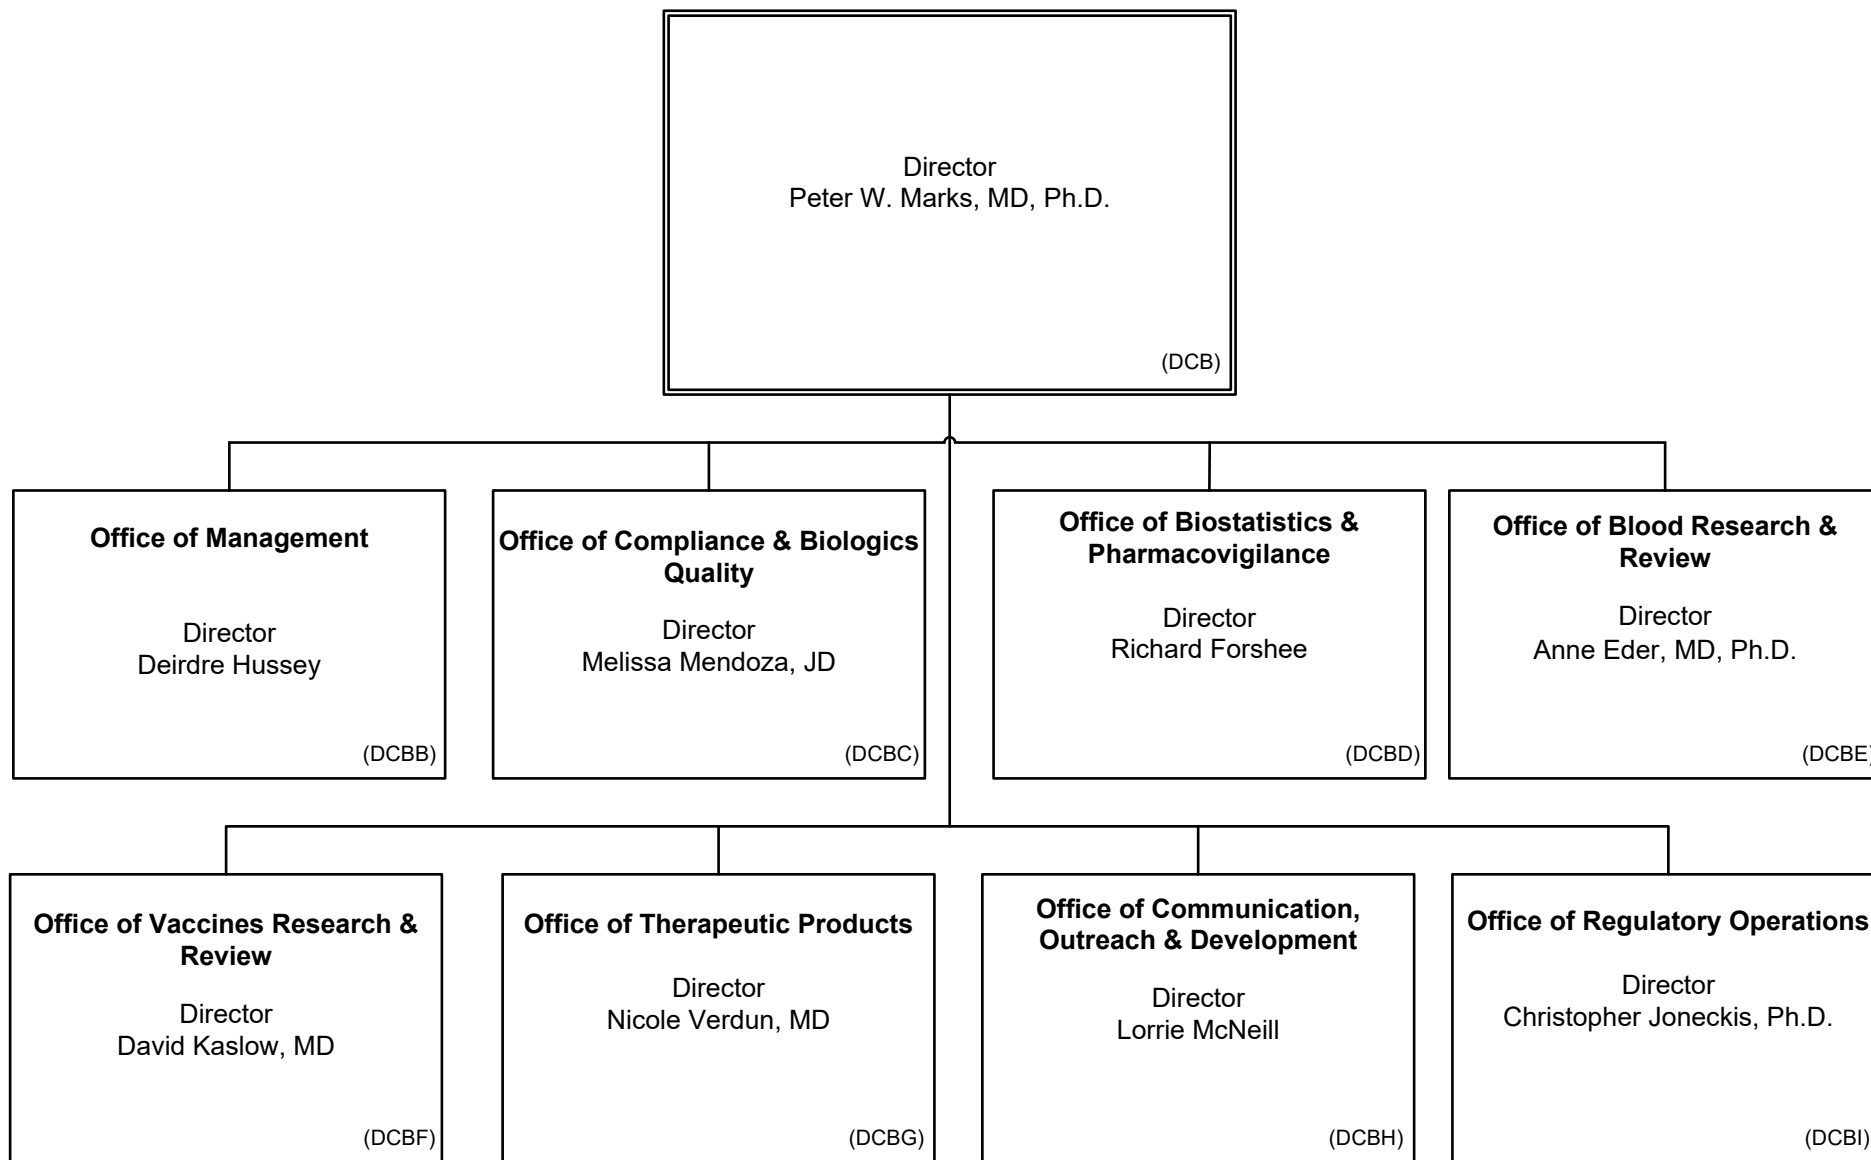 Director
Peter W. Marks, MD, Ph.D.
(DCB)
Office of Management
Director
Deirdre Hussey
(DCBB)
Office of Compliance & Biologics
Quality
Director
Melissa Mendoza, JD
(DCBC)
Office of Biostatistics &
Pharmacovigilance
Director
Richard Forshee
(DCBD)
Office of Blood Research &
Review
Director
Anne Eder, MD, Ph.D.
(DCBE)
Office of Vaccines Research &
Review
Director
David Kaslow, MD
(DCBF)
Office of Therapeutic Products
Director
Nicole Verdun, MD
(DCBG)
Office of Communication,
Outreach & Development
Director
Lorrie McNeill
(DCBH)
Office of Regulatory Operations
Director
Christopher Joneckis, Ph.D.
(DCBI)